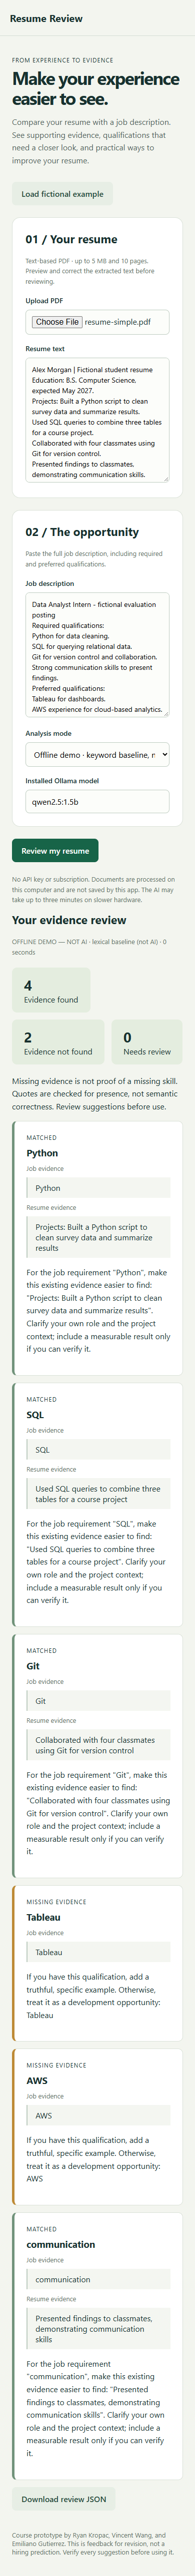 Resume Review
FROM EXPERIENCE TO EVIDENCE
Make your experience
easier to see.
Compare your resume with a job description.
See supporting evidence, qualifications that
need a closer look, and practical ways to
improve your resume.
Load fictional example
01 / Your resume
Text-based PDF · up to 5 MB and 10 pages.
Preview and correct the extracted text before
reviewing.
Upload PDF
Choose File resume-simple.pdf
Resume text
Alex Morgan | Fictional student resume
Education: B.S. Computer Science,
expected May 2027.
Projects: Built a Python script to clean
survey data and summarize results.
Used SQL queries to combine three tables
for a course project.
Collaborated with four classmates using
Git for version control.
Presented findings to classmates,
demonstrating communication skills.
02 / The opportunity
Paste the full job description, including required
and preferred qualifications.
Job description
Data Analyst Intern - fictional evaluation
posting
Required qualifications:
Python for data cleaning.
SQL for querying relational data.
Git for version control and collaboration.
Strong communication skills to present
findings.
Preferred qualifications:
Tableau for dashboards.
AWS experience for cloud-based analytics.
Analysis mode
Offline demo · keyword baseline, n
Installed Ollama model
qwen2.5:1.5b
Review my resume
No API key or subscription. Documents are processed on
this computer and are not saved by this app. The AI may
take up to three minutes on slower hardware.
Your evidence review
OFFLINE DEMO — NOT AI · lexical baseline (not AI) · 0
seconds
4
Evidence found
2
Evidence not found
0
Needs review
Missing evidence is not proof of a missing skill.
Quotes are checked for presence, not semantic
correctness. Review suggestions before use.
MATCHED
Python
Job evidence
Python
Resume evidence
Projects: Built a Python script to
clean survey data and summarize
results
For the job requirement "Python", make
this existing evidence easier to find:
"Projects: Built a Python script to clean
survey data and summarize results".
Clarify your own role and the project
context; include a measurable result only
if you can verify it.
MATCHED
SQL
Job evidence
SQL
Resume evidence
Used SQL queries to combine three
tables for a course project
For the job requirement "SQL", make this
existing evidence easier to find:
"Used SQL queries to combine three
tables for a course project". Clarify your
own role and the project context;
include a measurable result only if you
can verify it.
MATCHED
Git
Job evidence
Git
Resume evidence
Collaborated with four classmates
using Git for version control
For the job requirement "Git", make this
existing evidence easier to find:
"Collaborated with four classmates using
Git for version control". Clarify your own
role and the project context; include a
measurable result only if you can verify
it.
MISSING EVIDENCE
Tableau
Job evidence
Tableau
If you have this qualification, add a
truthful, specific example. Otherwise,
treat it as a development opportunity:
Tableau
MISSING EVIDENCE
AWS
Job evidence
AWS
If you have this qualification, add a
truthful, specific example. Otherwise,
treat it as a development opportunity:
AWS
MATCHED
communication
Job evidence
communication
Resume evidence
Presented findings to classmates,
demonstrating communication
skills
For the job requirement
"communication", make this existing
evidence easier to find: "Presented
findings to classmates, demonstrating
communication skills". Clarify your own
role and the project context; include a
measurable result only if you can verify
it.
Download review JSON
Course prototype by Ryan Kropac, Vincent Wang, and
Emiliano Gutierrez. This is feedback for revision, not a
hiring prediction. Verify every suggestion before using it.